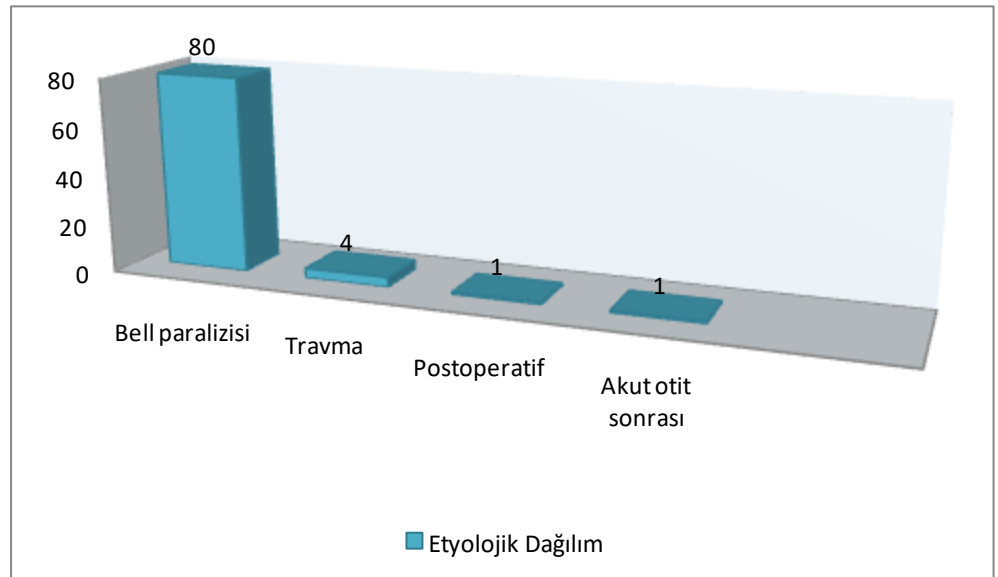 80
80
60
40
20
0
4
1
1
Bell paralizisi
Travma
Postoperatif
Akut otit
sonrası
Etyolojik Dağılım